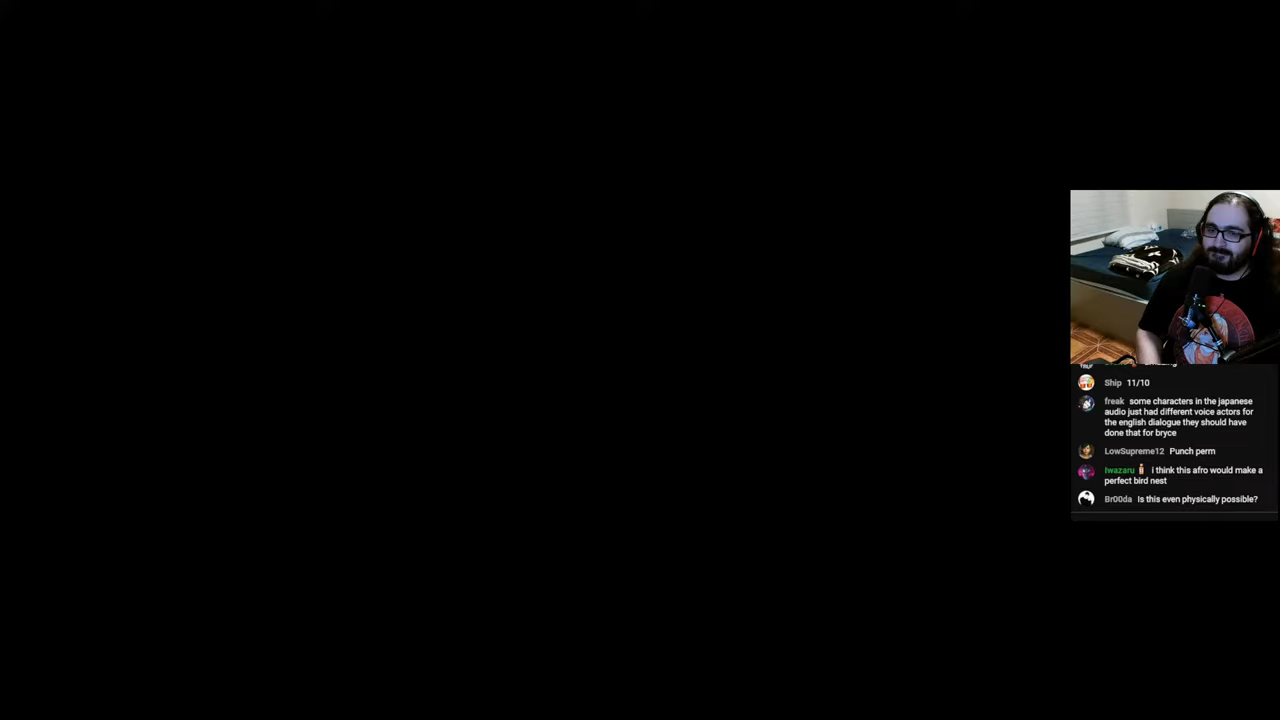 Ship 11/10
freak some characters in the japanese
audio just had different voice actors for
the english dialogue they should have
done that for bryce
LowSupreme12 Punch perm
Iwazaru i think this afro would make a
perfect bird nest
Br00da Is this even physically possible?